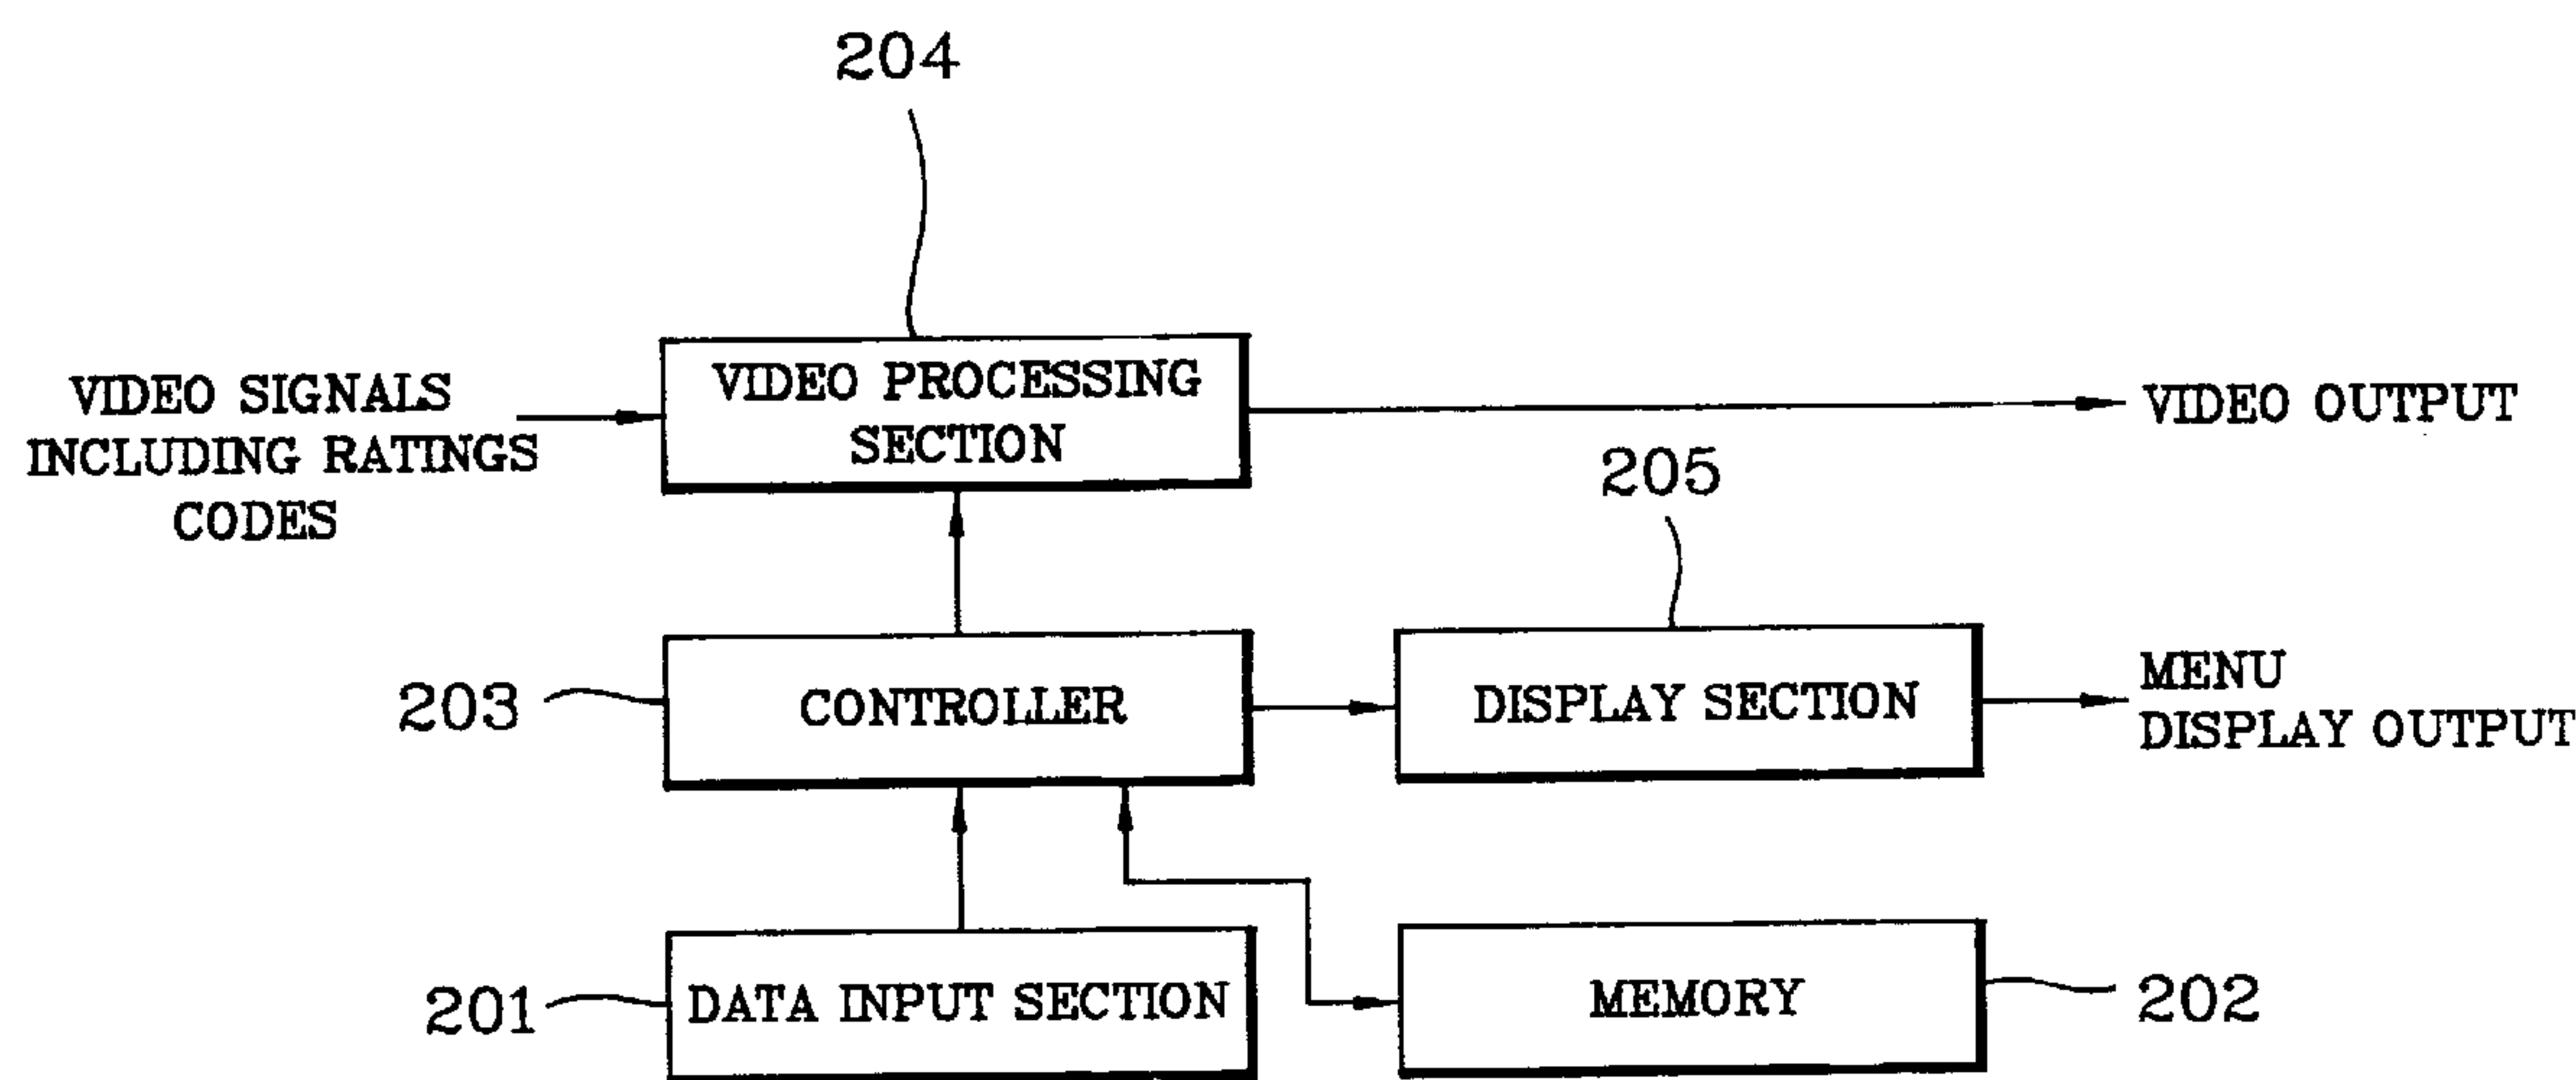 204
VIDEO SIGNALS
INCLUDING RATINGS
CODES
VIDEO PROCESSING
SECTION
VIDEO OUTPUT
205
203
CONTROLLER
DISPLAY SECTION
MENU
DISPLAY OUTPUT
201
DATA INPUT SECTION
MEMORY
202